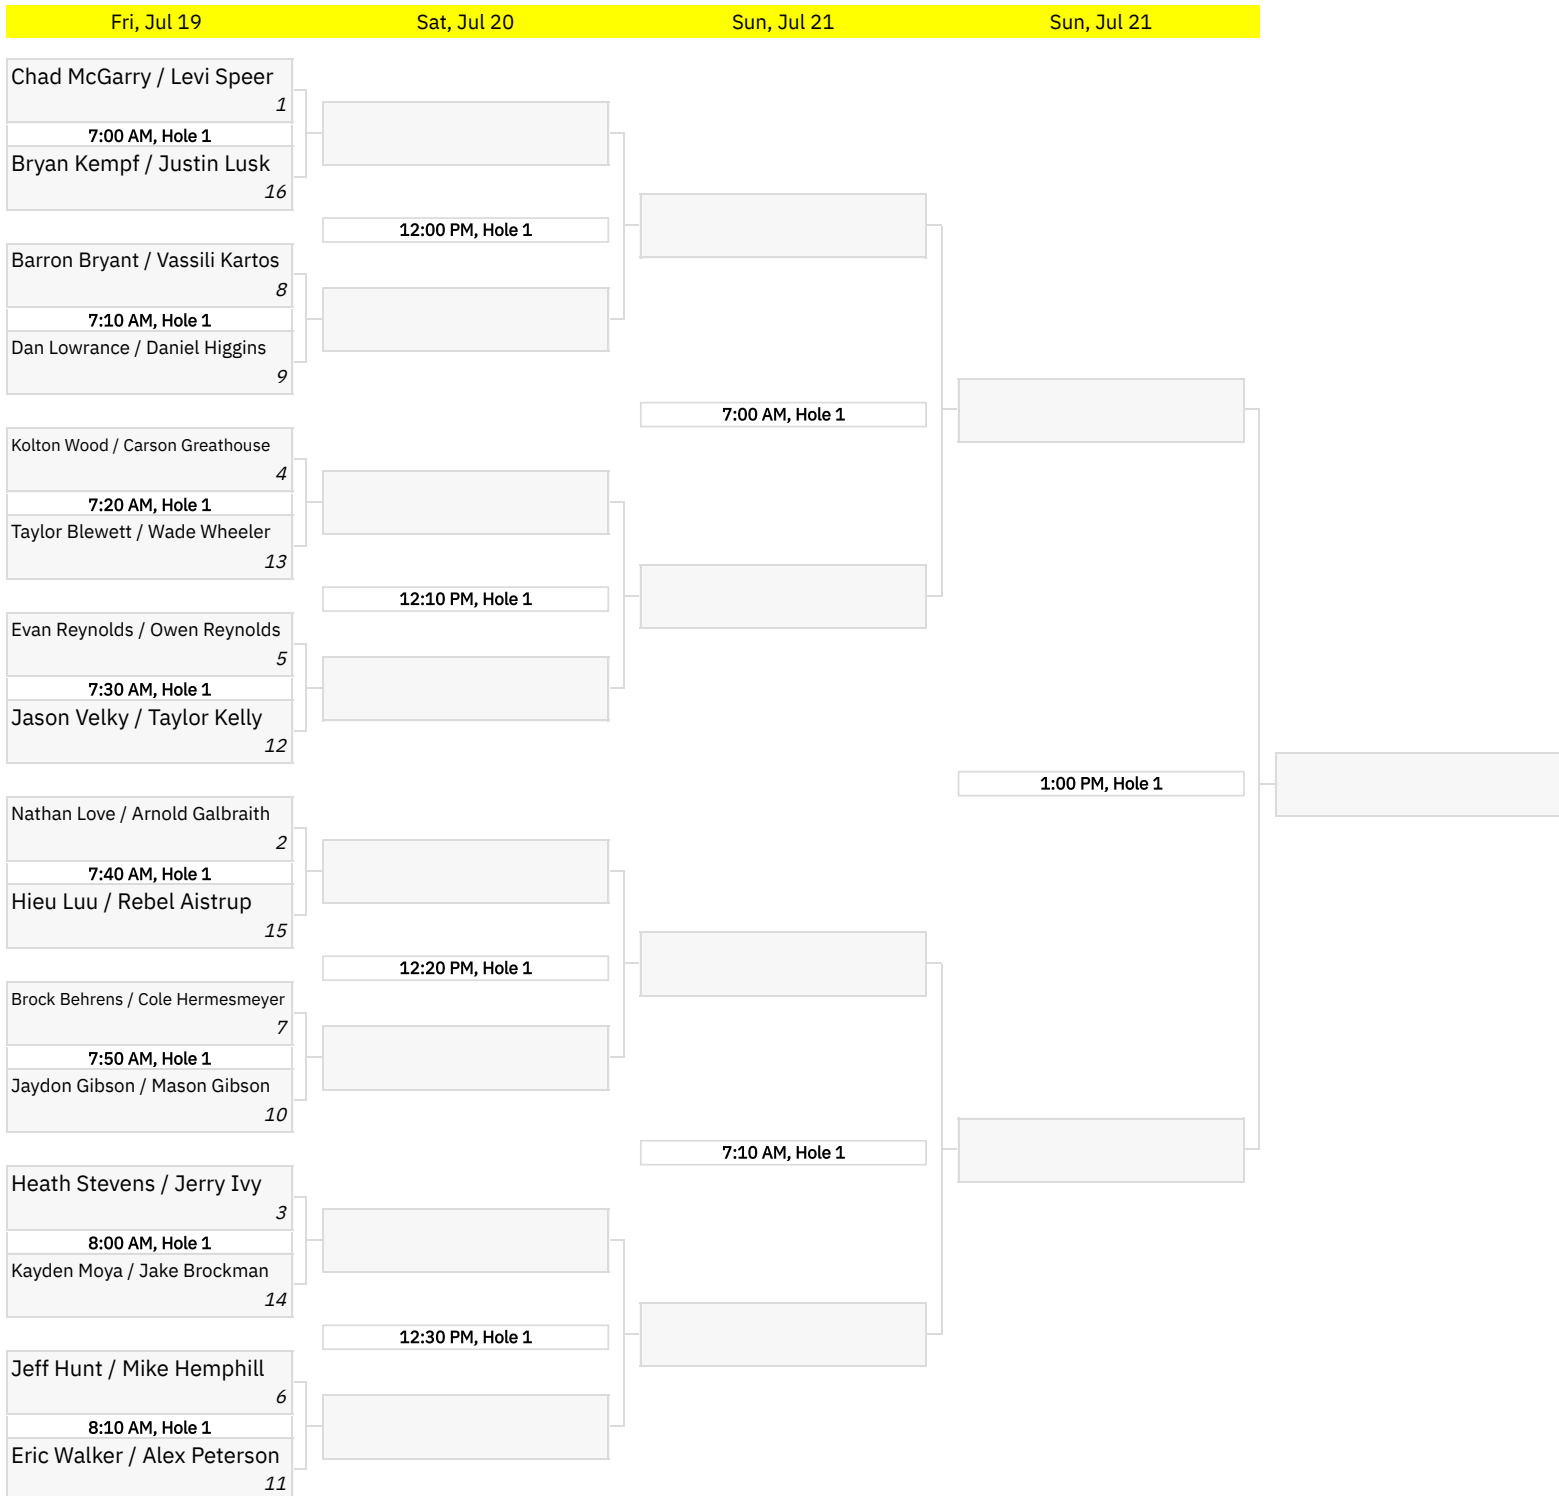 Fri, Jul 19 Sat, Jul 20 Sun, Jul 21 Sun, Jul 21
Chad McGarry / Levi Speer
1
7:00 AM, Hole 1
Bryan Kempf / Justin Lusk
16
12:00 PM, Hole 1
Barron Bryant / Vassili Kartos
8
7:10 AM, Hole 1
Dan Lowrance / Daniel Higgins
9
7:00 AM, Hole 1
Kolton Wood / Carson Greathouse
4
7:20 AM, Hole 1
Taylor Blewett / Wade Wheeler
13
12:10 PM, Hole 1
Evan Reynolds / Owen Reynolds
5
7:30 AM, Hole 1
Jason Velky / Taylor Kelly
12
1:00 PM, Hole 1
Nathan Love / Arnold Galbraith
2
7:40 AM, Hole 1
Hieu Luu / Rebel Aistrup
15
12:20 PM, Hole 1
Brock Behrens / Cole Hermesmeyer
7
7:50 AM, Hole 1
Jaydon Gibson / Mason Gibson
10
7:10 AM, Hole 1
Heath Stevens / Jerry Ivy
3
8:00 AM, Hole 1
Kayden Moya / Jake Brockman
14
12:30 PM, Hole 1
Jeff Hunt / Mike Hemphill
6
8:10 AM, Hole 1
Eric Walker / Alex Peterson
11